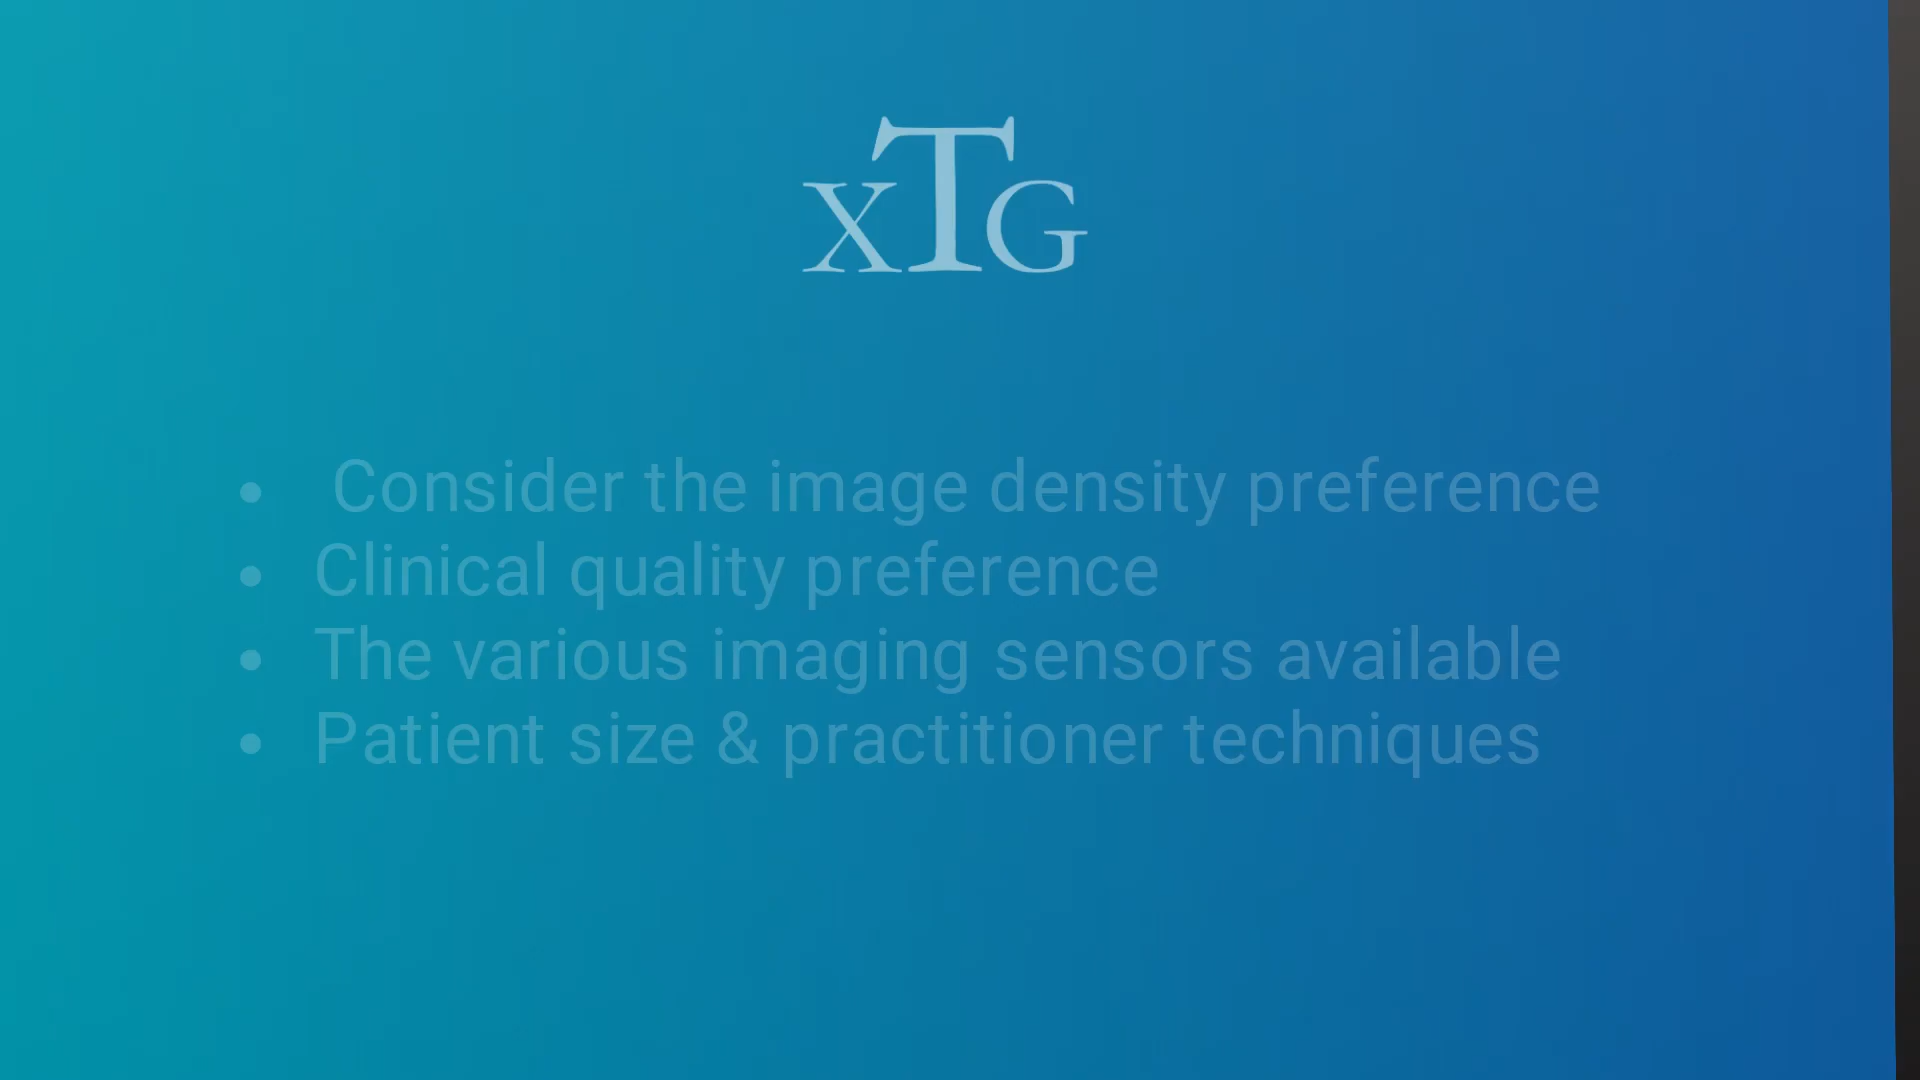 XTG
• Consider the image density preference
• Clinical quality preference
• The various imaging sensors available
• Patient size & practitioner techniques